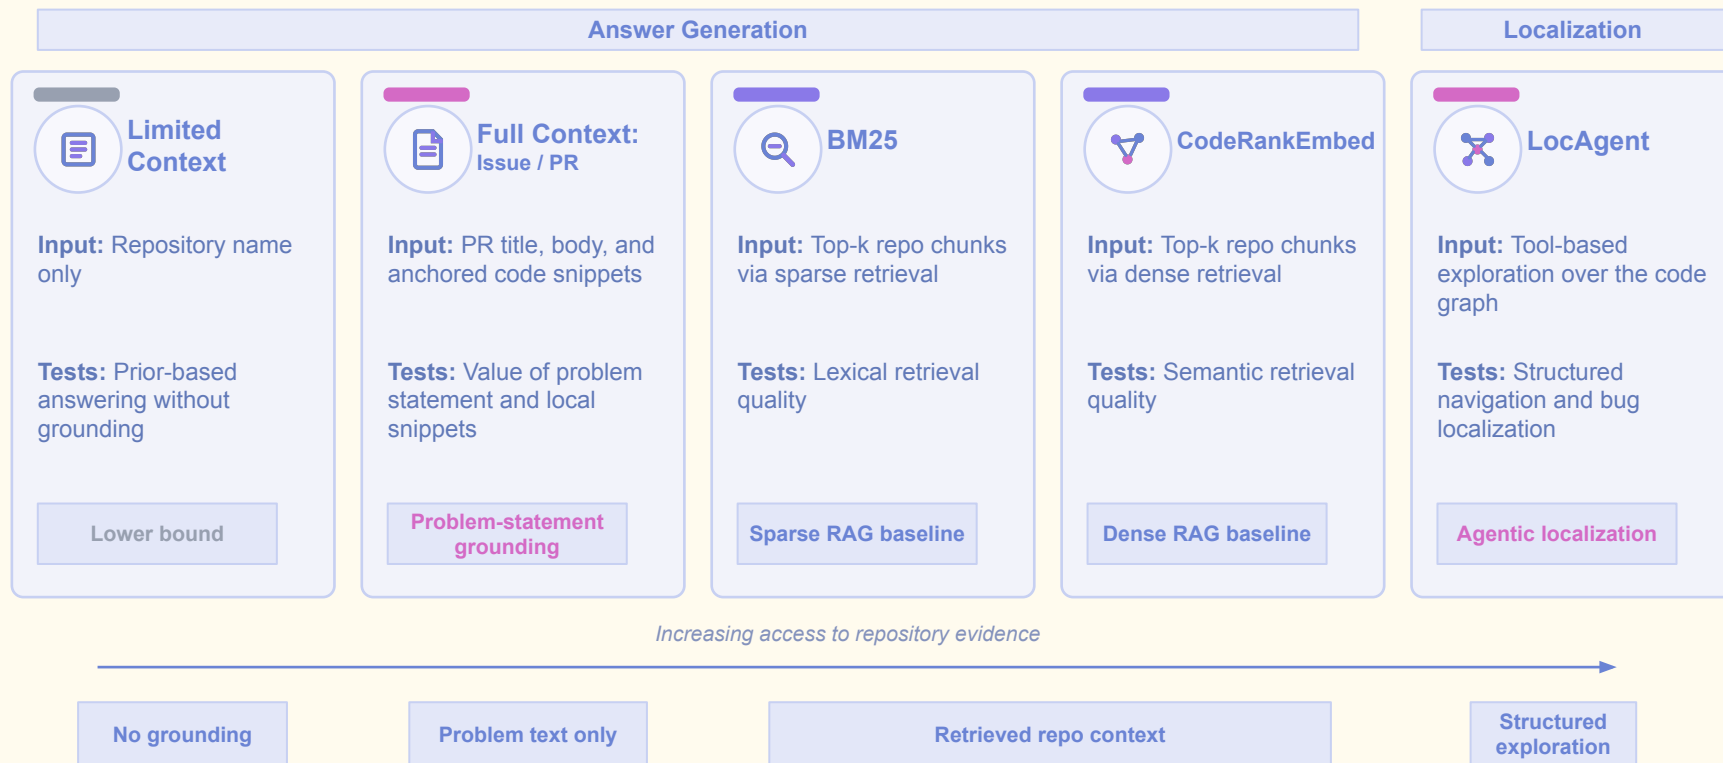 Answer Generation
Localization
Limited
Context
Input: Repository name
only
Tests: Prior-based
answering without
grounding
Lower bound
Full Context:
Issue / PR
Input: PR title, body, and
anchored code snippets
Tests: Value of problem
statement and local
snippets
Problem-statement
grounding
BM25
Input: Top-k repo chunks
via sparse retrieval
Tests: Lexical retrieval
quality
Sparse RAG baseline
CodeRankEmbed
Input: Top-k repo chunks
via dense retrieval
Tests: Semantic retrieval
quality
Dense RAG baseline
LocAgent
Input: Tool-based
exploration over the code
graph
Tests: Structured
navigation and bug
localization
Agentic localization
Increasing access to repository evidence
No grounding
Problem text only
Retrieved repo context
Structured
exploration